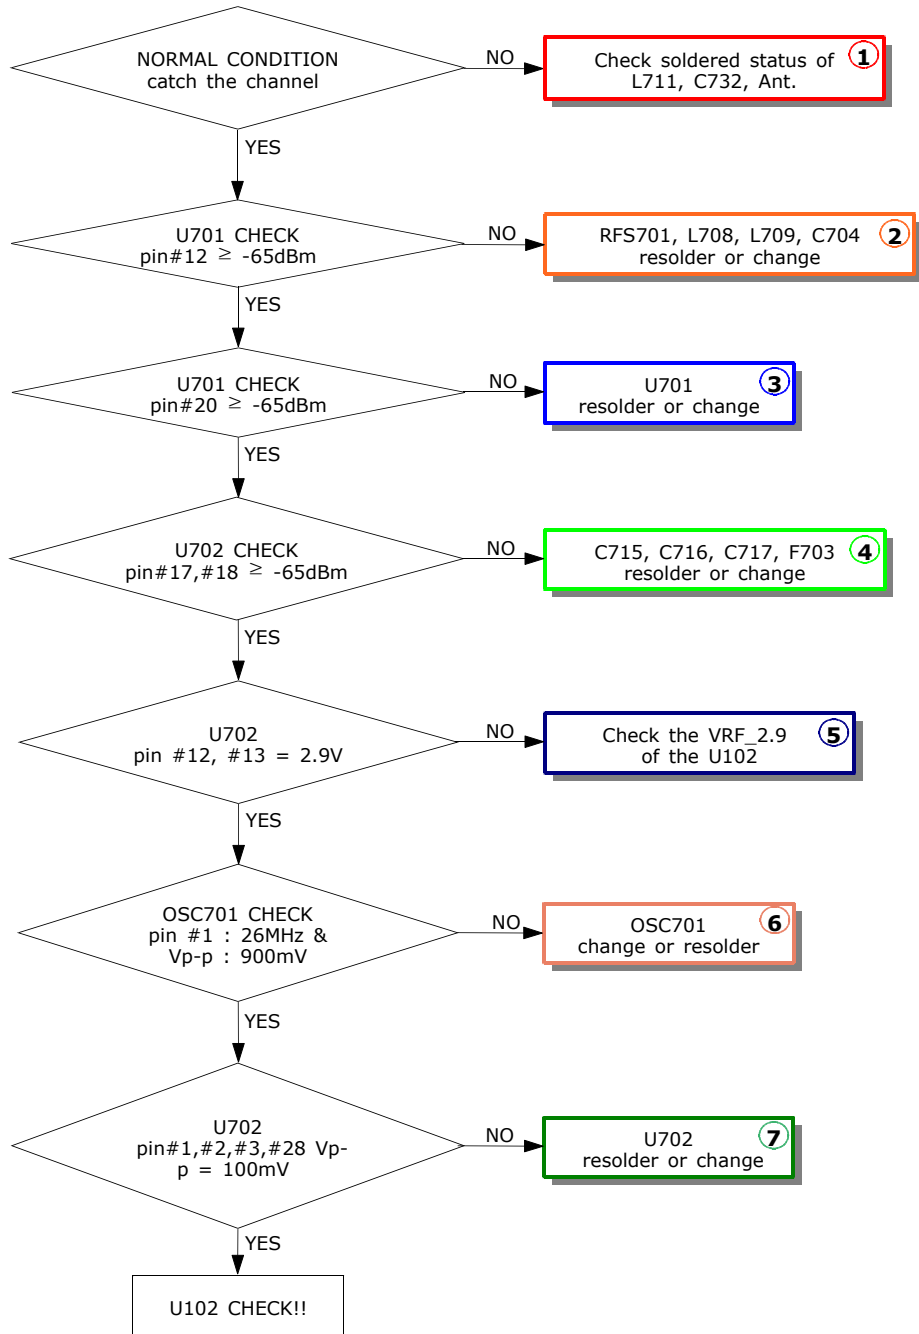 NORMAL CONDITION
catch the channel
NO
Check soldered status of
L711, C732, Ant.
1
YES
U701 CHECK
pin#12 ≥ -65dBm
NO
RFS701, L708, L709, C704
resolder or change
2
YES
U701 CHECK
pin#20 ≥ -65dBm
NO
U701
resolder or change
3
YES
U702 CHECK
pin#17,#18 ≥ -65dBm
NO
C715, C716, C717, F703
resolder or change
4
YES
U702
pin #12, #13 = 2.9V
NO
Check the VRF_2.9
of the U102
5
YES
OSC701 CHECK
pin #1 : 26MHz &
Vp-p : 900mV
NO
OSC701
change or resolder
6
YES
U702
pin#1,#2,#3,#28 Vp-
p = 100mV
NO
U702
resolder or change
7
YES
U102 CHECK!!